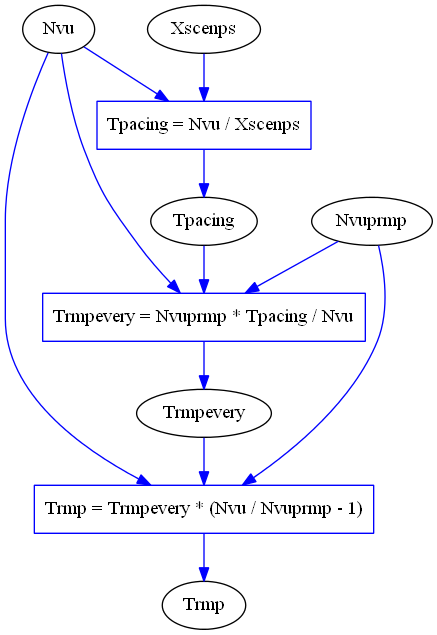 Nvu
Xscenps
Tpacing = Nvu / Xscenps
Tpacing
Nvuprmp
Trmpevery = Nvuprmp * Tpacing / Nvu
Trmpevery
Trmp = Trmpevery * (Nvu / Nvuprmp - 1)
Trmp